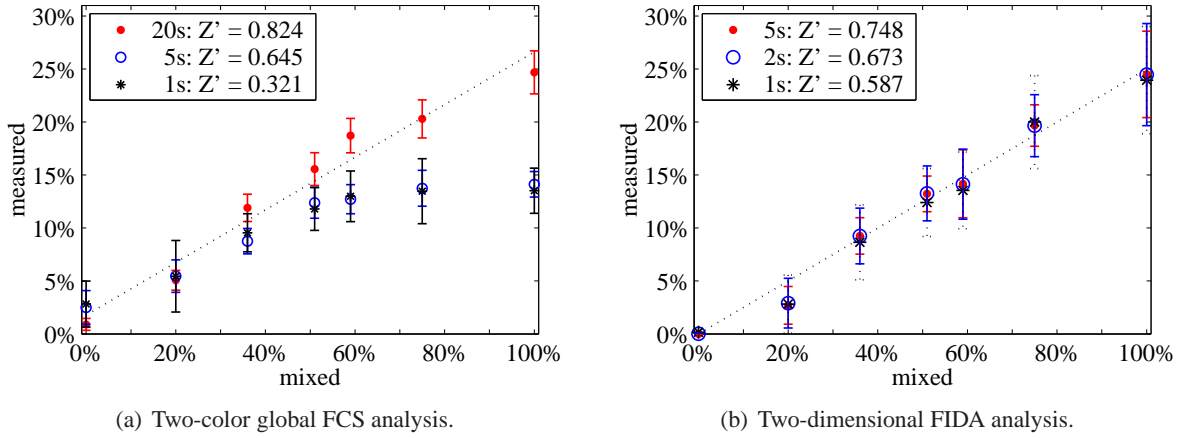 30%
25%
20%
15%
10%
5%
0%
measured
20s: Z' = 0.824
5s: Z' = 0.645
1s: Z' = 0.321
0% 20% 40% 60% 80% 100%
mixed
(a) Two-color global FCS analysis.
30%
25%
20%
15%
10%
5%
0%
measured
5s: Z' = 0.748
2s: Z' = 0.673
1s: Z' = 0.587
0% 20% 40% 60% 80% 100%
mixed
(b) Two-dimensional FIDA analysis.